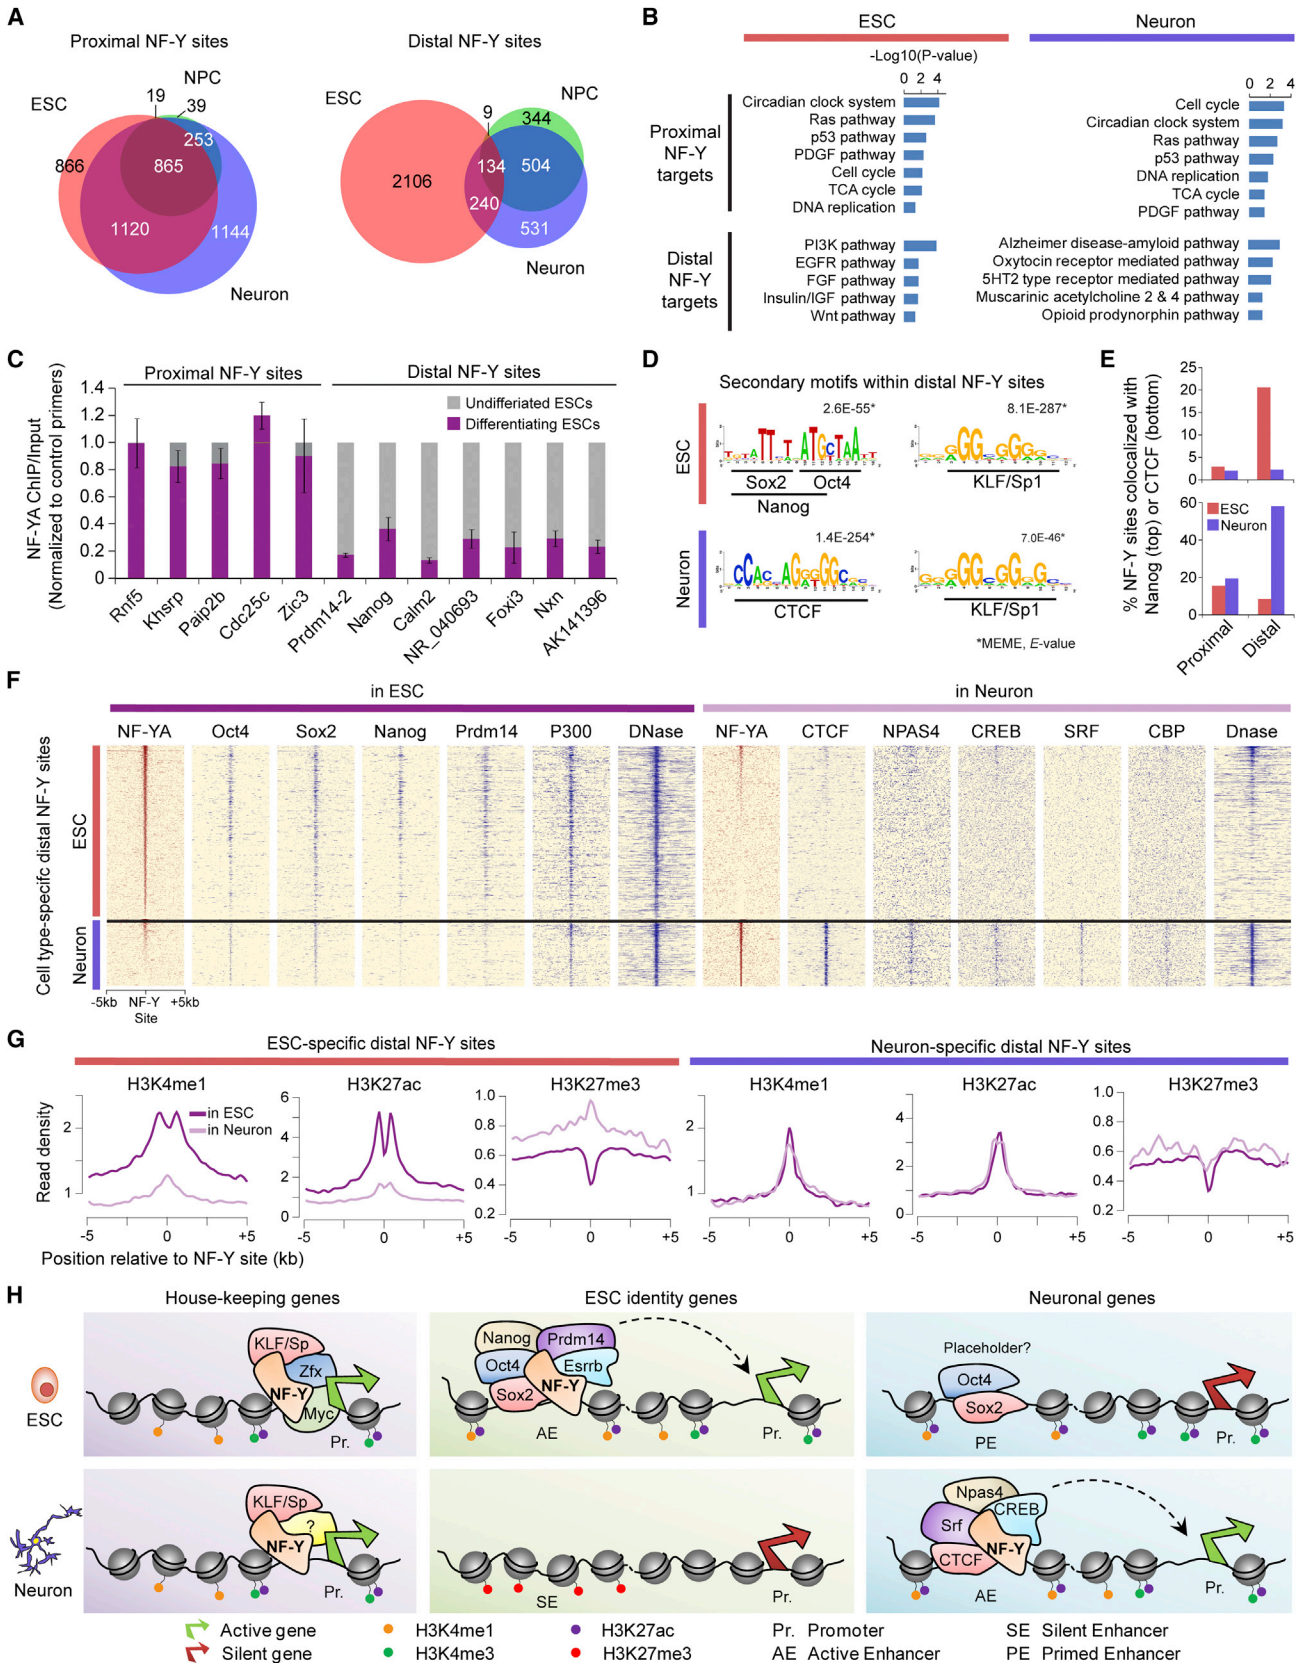 A
Proximal NF-Y sites
Distal NF-Y sites
ESC
NPC
19
39
253
866
865
1120
1144
Neuron
ESC
NPC
9
344
134
504
2106
240
531
Neuron
B
ESC
Neuron
-Log10(P-value)
0 2 4
0 2 4
Proximal
NF-Y
targets
Circadian clock system
Ras pathway
p53 pathway
PDGF pathway
Cell cycle
TCA cycle
DNA replication
Cell cycle
Circadian clock system
Ras pathway
p53 pathway
DNA replication
TCA cycle
PDGF pathway
Distal
NF-Y
targets
PI3K pathway
EGFR pathway
FGF pathway
Insulin/IGF pathway
Wnt pathway
Alzheimer disease-amyloid pathway
Oxytocin receptor mediated pathway
5HT2 type receptor mediated pathway
Muscarinic acetylcholine 2 & 4 pathway
Opioid prodynorphin pathway
C
NF-YA ChIP/Input
(Normalized to control primers)
Proximal NF-Y sites
Distal NF-Y sites
Undifferiated ESCs
Differentiating ESCs
1.4
1.2
1.0
0.8
0.6
0.4
0.2
0
Rnf5
Khsrp
Paip2b
Cdc25c
Zic3
Prdm14-2
Nanog
Calm2
NR_040693
Foxi3
Nxn
AK141396
D
Secondary motifs within distal NF-Y sites
ESC
2.6E-55*
8.1E-287*
Sox2
Oct4
Nanog
KLF/Sp1
Neuron
1.4E-254*
7.0E-46*
CTCF
KLF/Sp1
*MEME, E-value
E
% NF-Y sites colocalized with
Nanog (top) or CTCF (bottom)
25
20
15
10
5
0
60
40
20
0
ESC
Neuron
Proximal
Distal
F
in ESC
in Neuron
NF-YA
Oct4
Sox2
Nanog
Prdm14
P300
DNase
NF-YA
CTCF
NPAS4
CREB
SRF
CBP
Dnase
Cell type-specific distal NF-Y sites
ESC
Neuron
-5kb
NF-Y
Site
+5kb
G
ESC-specific distal NF-Y sites
Neuron-specific distal NF-Y sites
H3K4me1
H3K27ac
H3K27me3
H3K4me1
H3K27ac
H3K27me3
Read density
in ESC
in Neuron
2
1
6
4
2
0
1.0
0.8
0.6
0.4
0.2
2
1
4
2
0
1.0
0.8
0.6
0.4
0.2
-5 0 +5
-5 0 +5
-5 0 +5
-5 0 +5
-5 0 +5
-5 0 +5
Position relative to NF-Y site (kb)
H
House-keeping genes
ESC identity genes
Neuronal genes
ESC
KLF/Sp
Zfx
NF-Y
Myc
Pr.
Nanog
Prdm14
Oct4
Esrrb
Sox2
NF-Y
AE
Pr.
Placeholder?
Oct4
Sox2
PE
Pr.
Neuron
KLF/Sp
?
NF-Y
Pr.
SE
Pr.
Npas4
CREB
Srf
NF-Y
CTCF
AE
Pr.
Active gene
H3K4me1
H3K27ac
Pr. Promoter
SE Silent Enhancer
Silent gene
H3K4me3
H3K27me3
AE Active Enhancer
PE Primed Enhancer